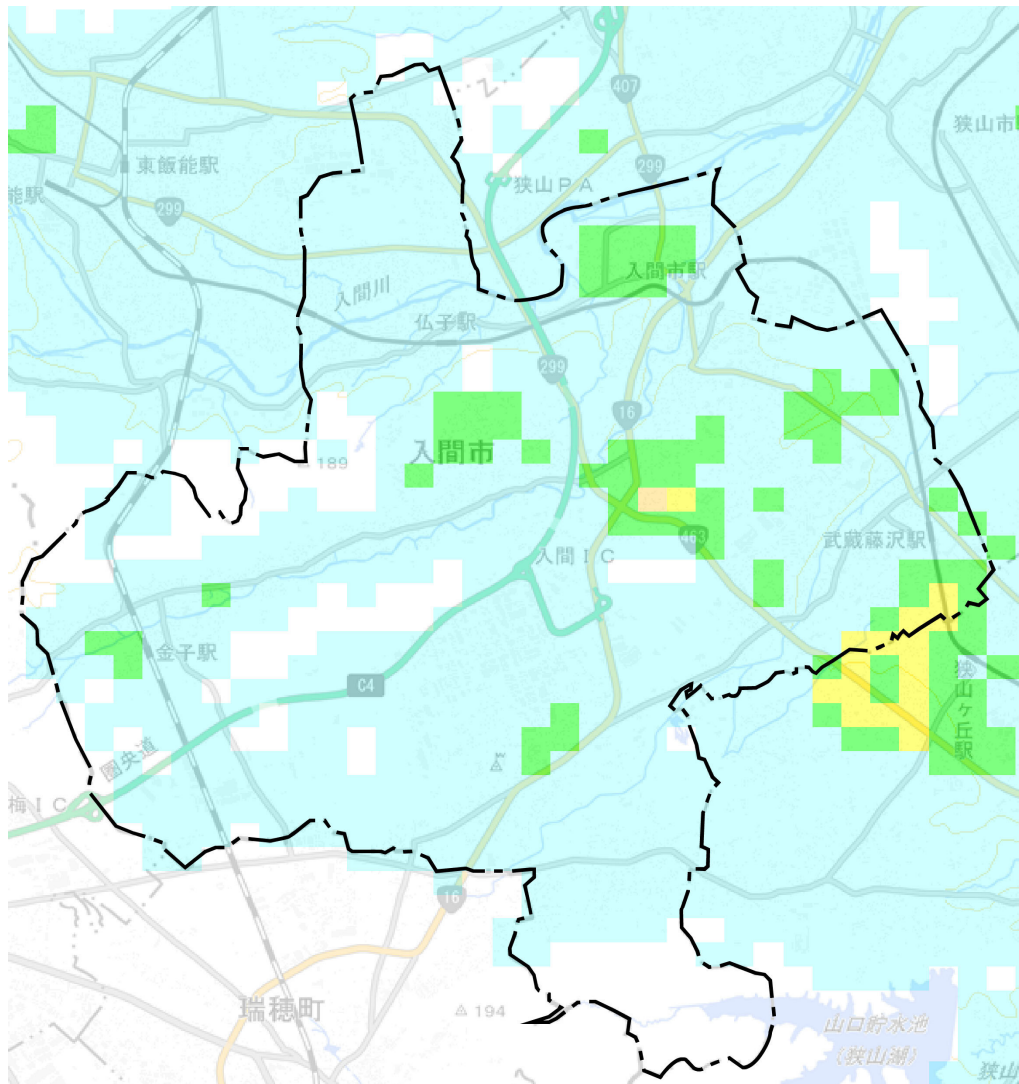 407
狭山市
東飯能駅
299
能駅
狭山PA
299
入間市駅
入間川
仏子駅
299
16
入間市
189
463
武蔵藤沢駅
入間IC
金子駅
C4
狭山ヶ丘駅
圏央道
梅IC
16
瑞穂町
194
山口貯水池
(狭山湖)
狭山